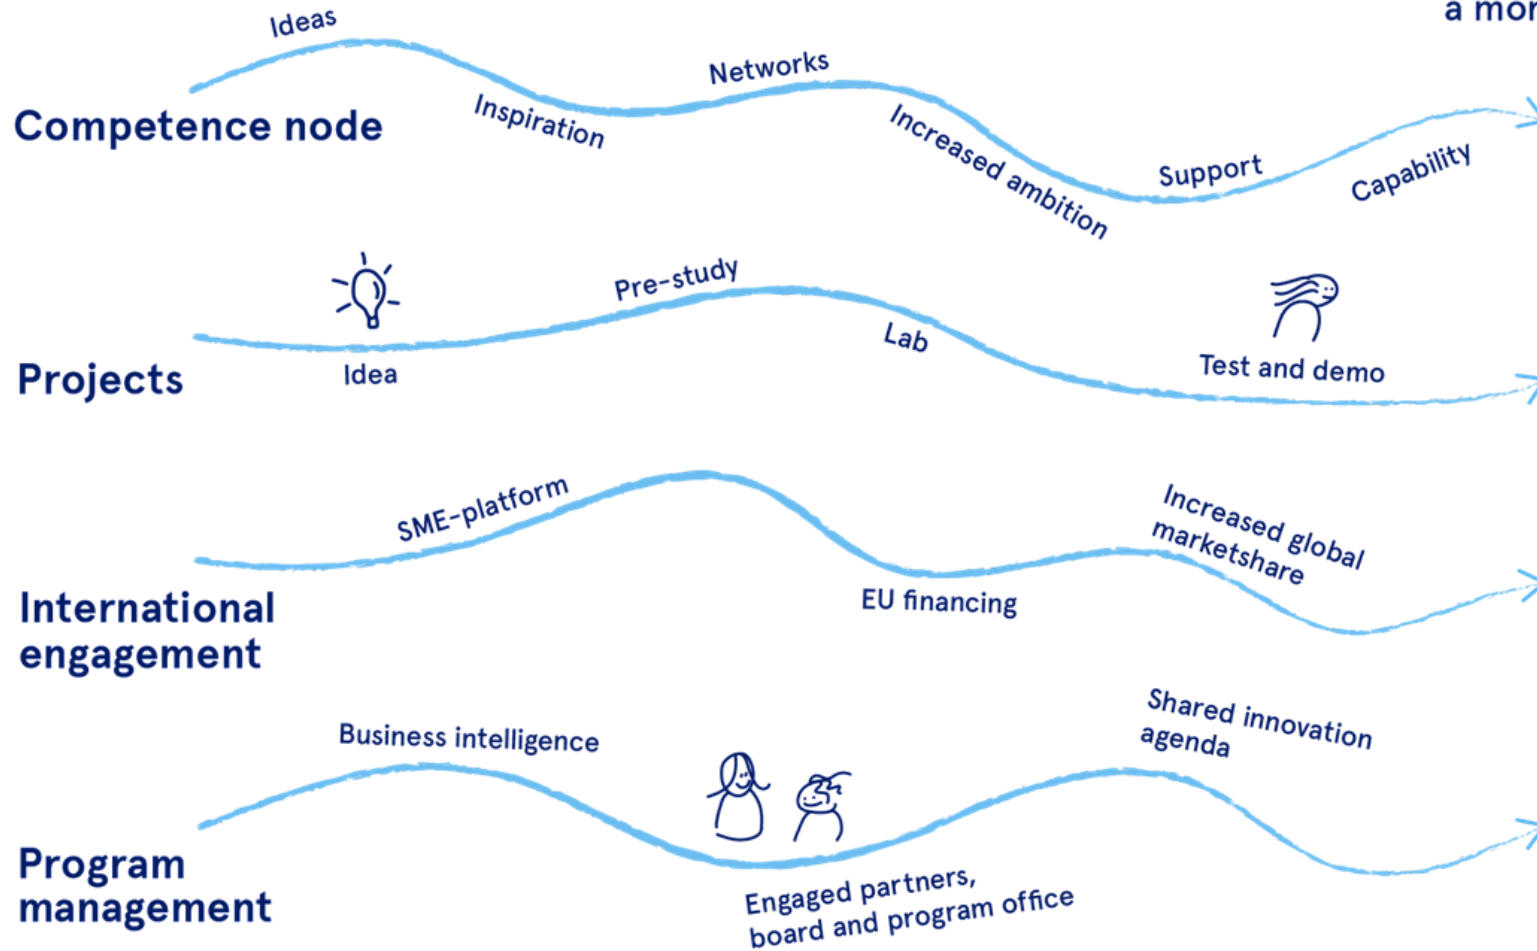 a mor
Ideas
Networks
Competence node
Inspiration
Increased ambition
Support
Capability
Pre-study
Lab
Projects
Idea
Test and demo
SME-platform
Increased global
marketshare
EU financing
International
engagement
Business intelligence
Shared innovation
agenda
Program
management
Engaged partners,
board and program office